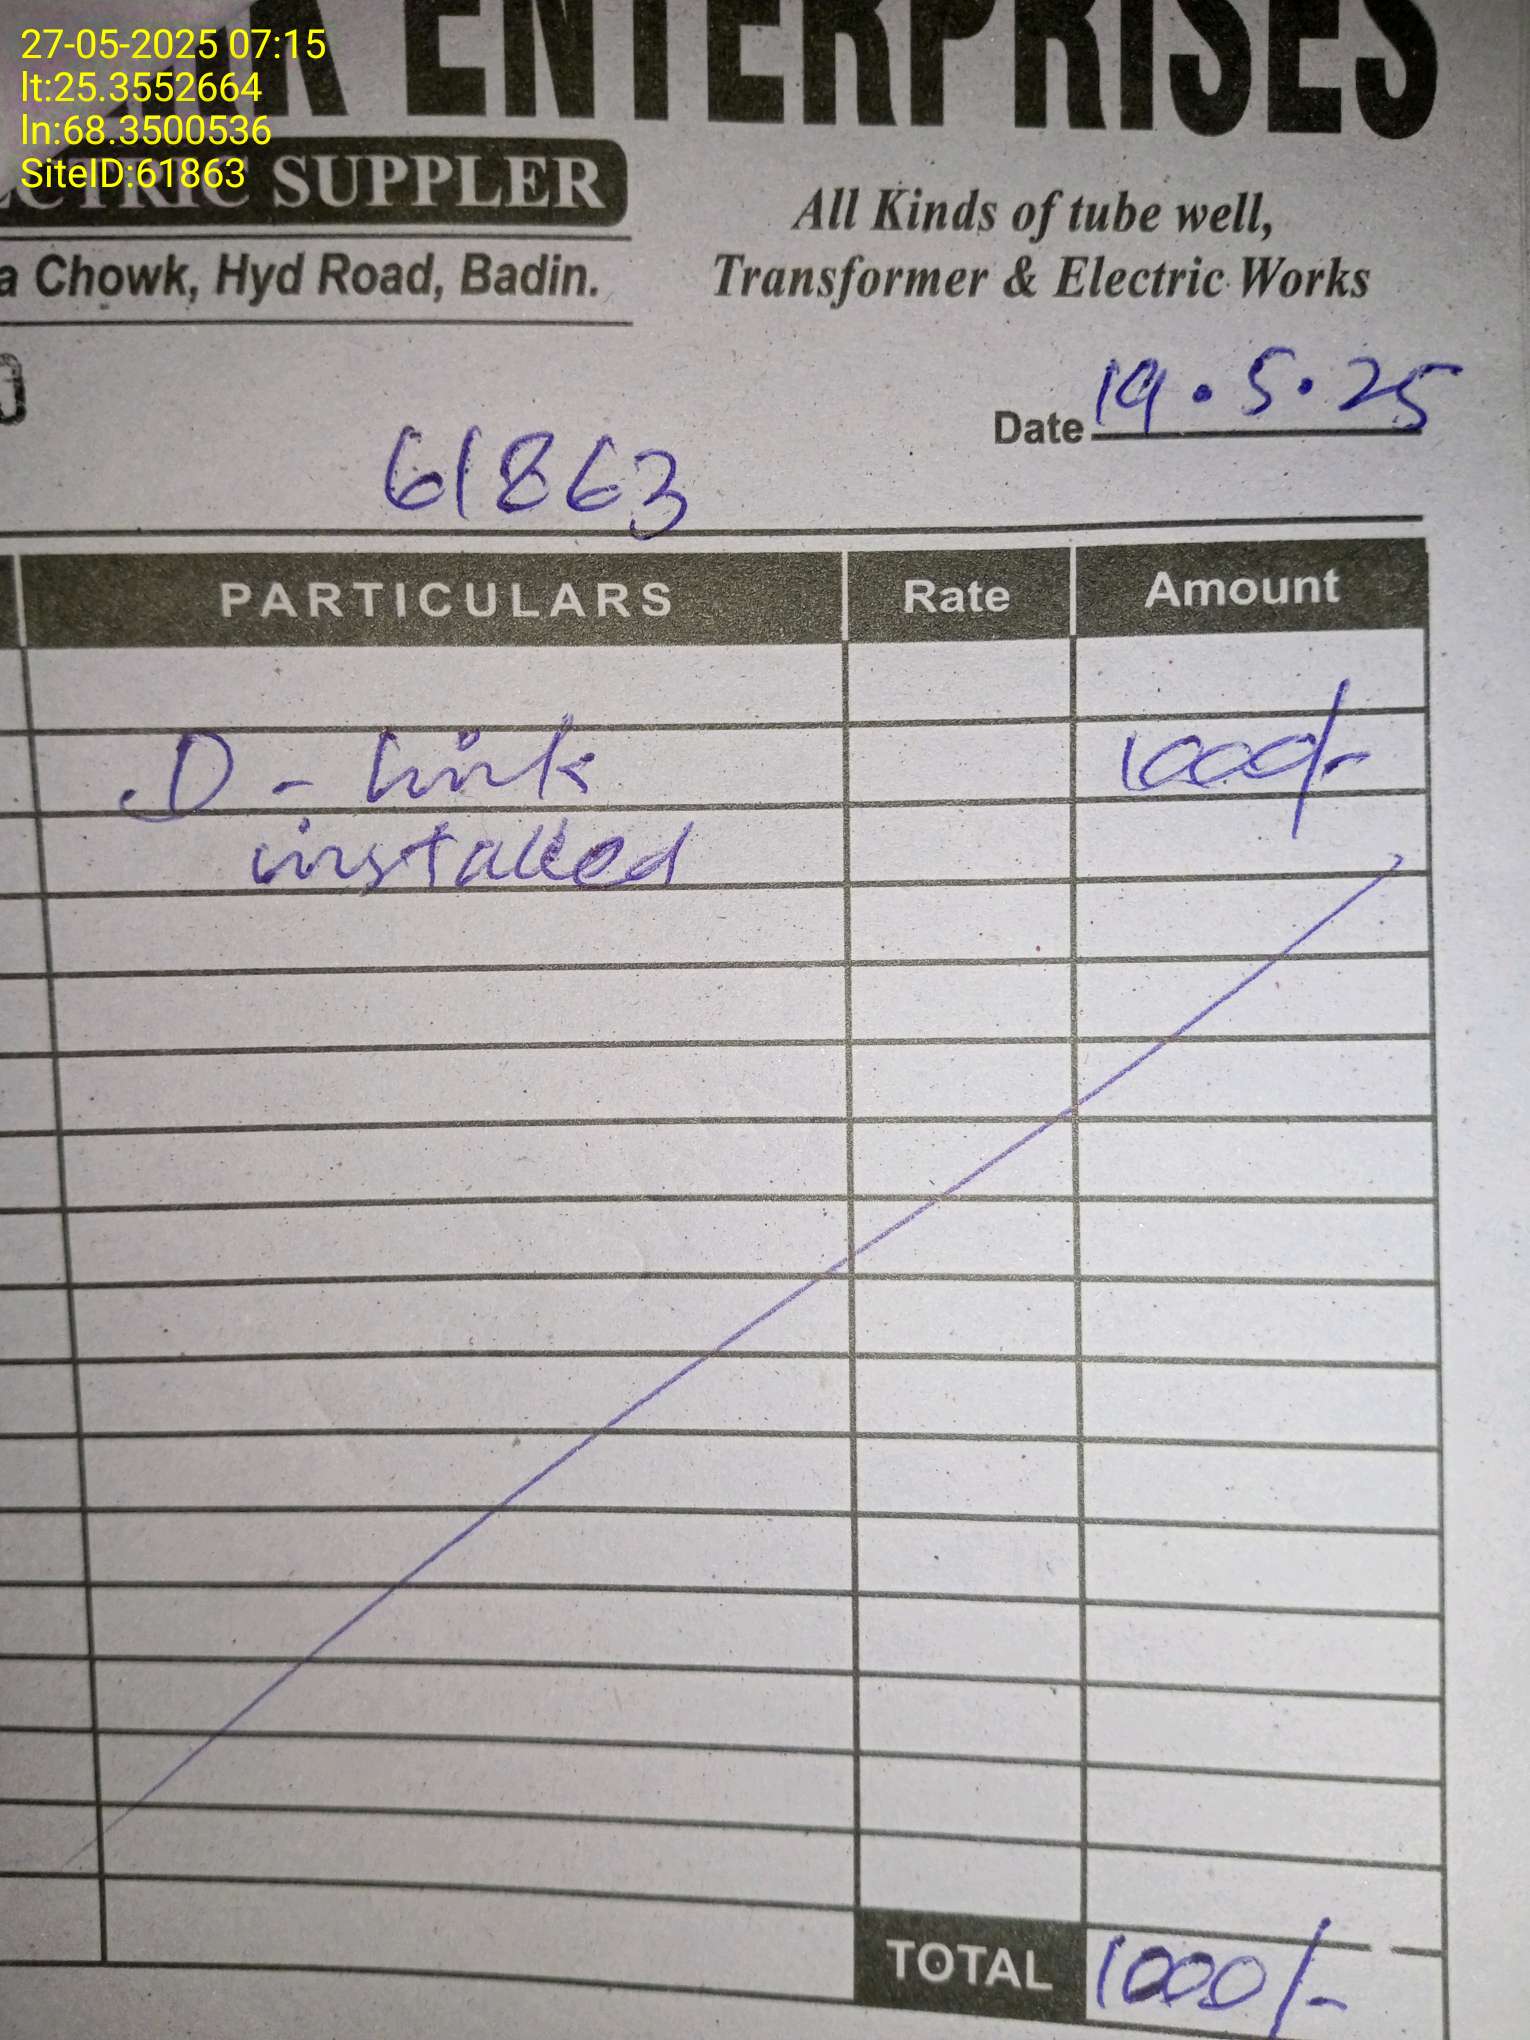 27-05-2025 07:15
lt:25.3552664
ln:68.3500536
SiteID:61863
ENTERPRISES
SUPPLER
Chowk, Hyd Road, Badin.
All Kinds of tube well,
Transformer & Electric Works
Date 19.5.25
61863
PARTICULARS Rate Amount
D-link 1000/-
installed
TOTAL 1000/-